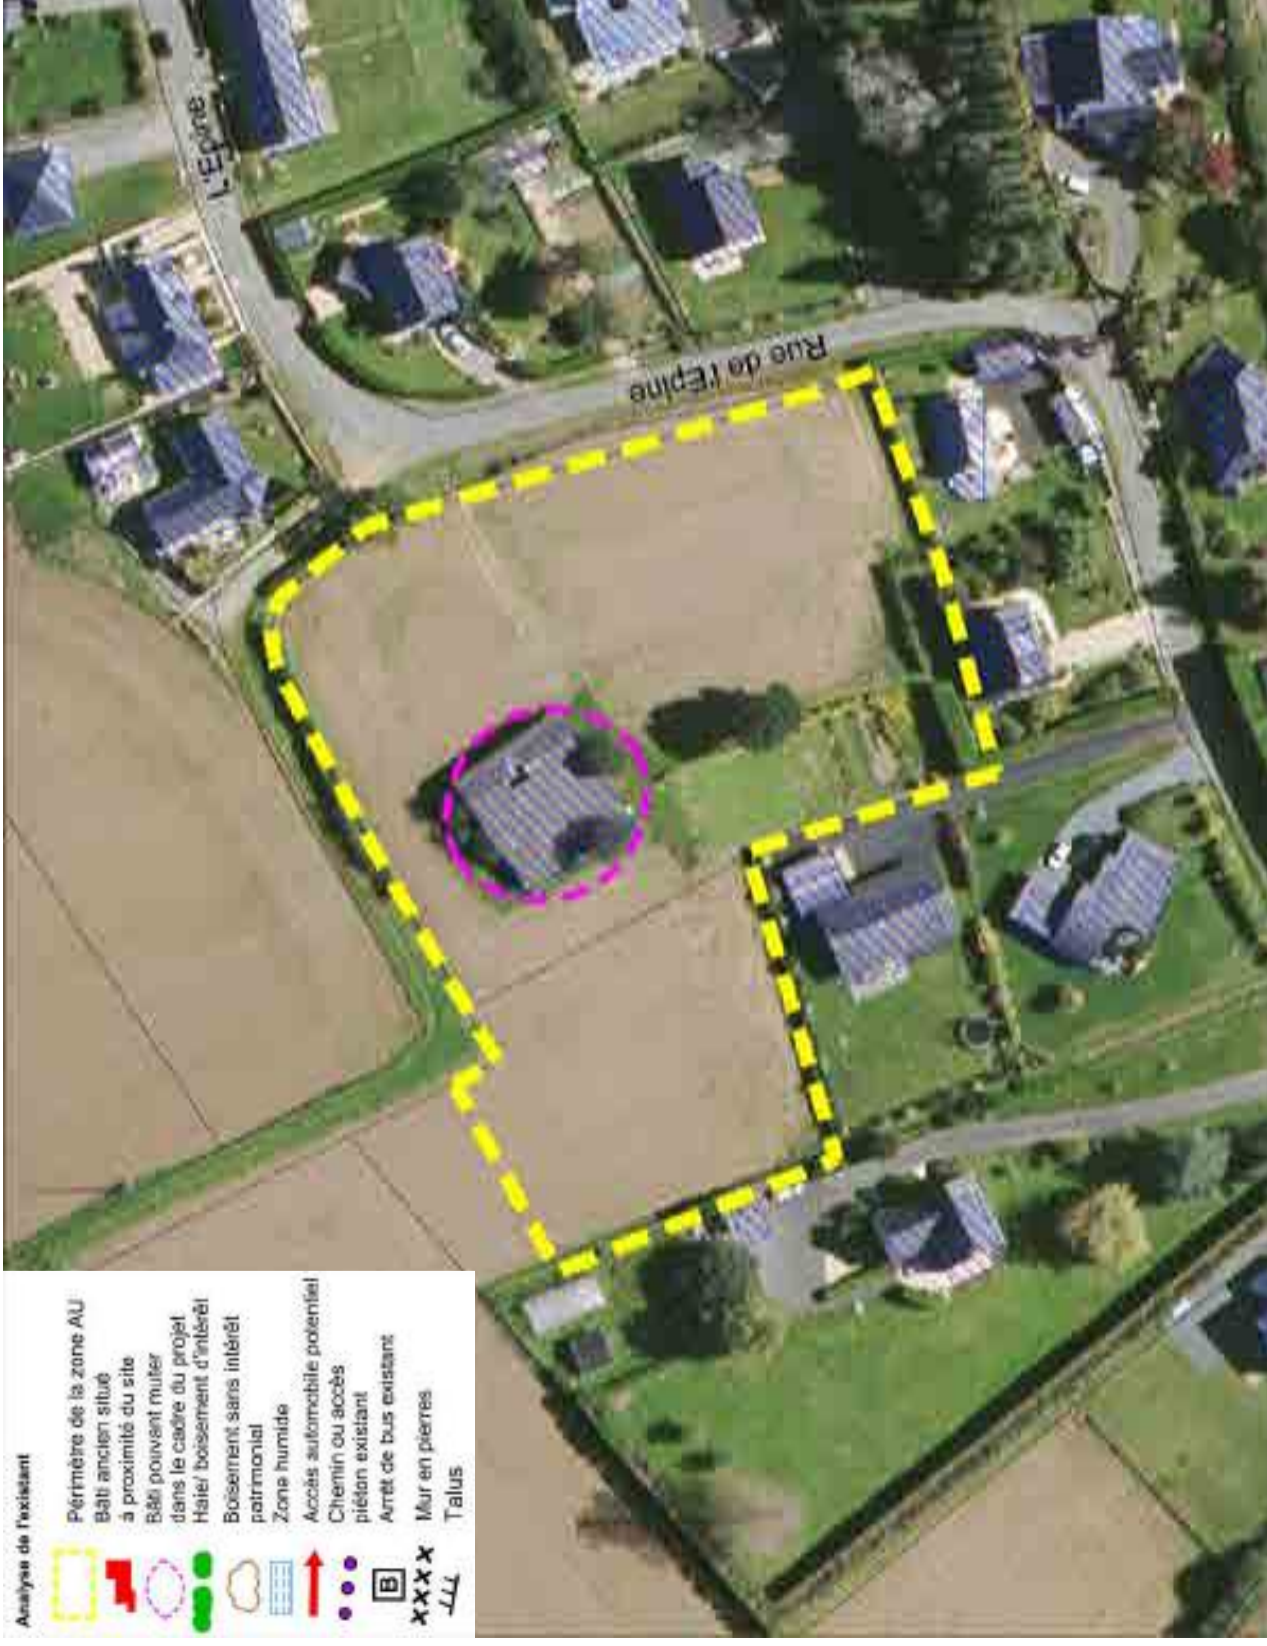 Analyse de l'existant
Périmètre de la zone AU
Bâti ancien situé
à proximité du site
Bâti pouvant muter
dans le cadre du projet
Haie/ boisement d'intérêt
Boisement sans intérêt
patrimonial
Zone humide
Accès automobile potentiel
Chemin ou accès
piéton existant
B
Arrêt de bus existant
xxxx
Mur en pierres
Talus
L'Epine
Rue de l'Epine